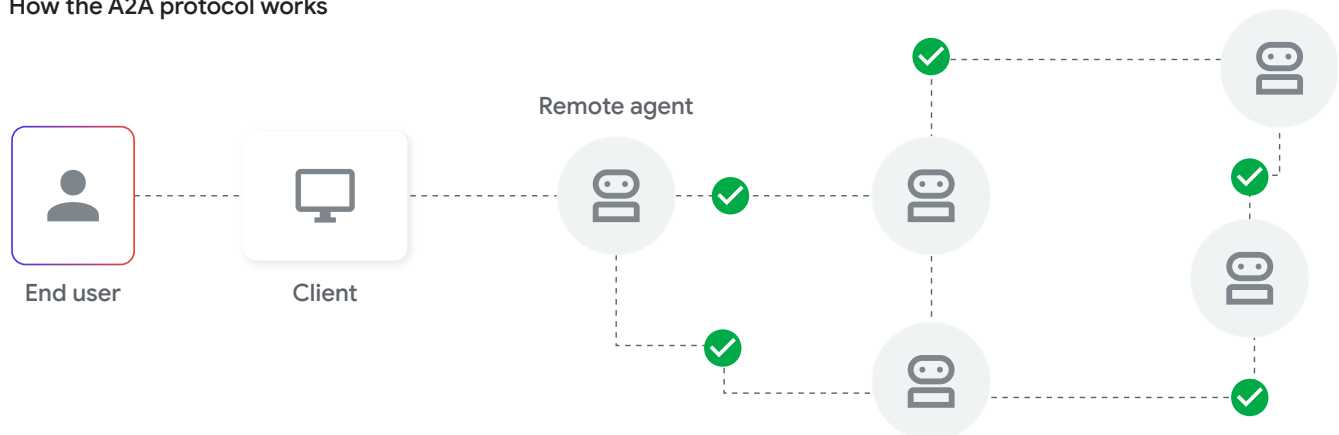 How the A2A protocol works
Remote agent
End user
Client